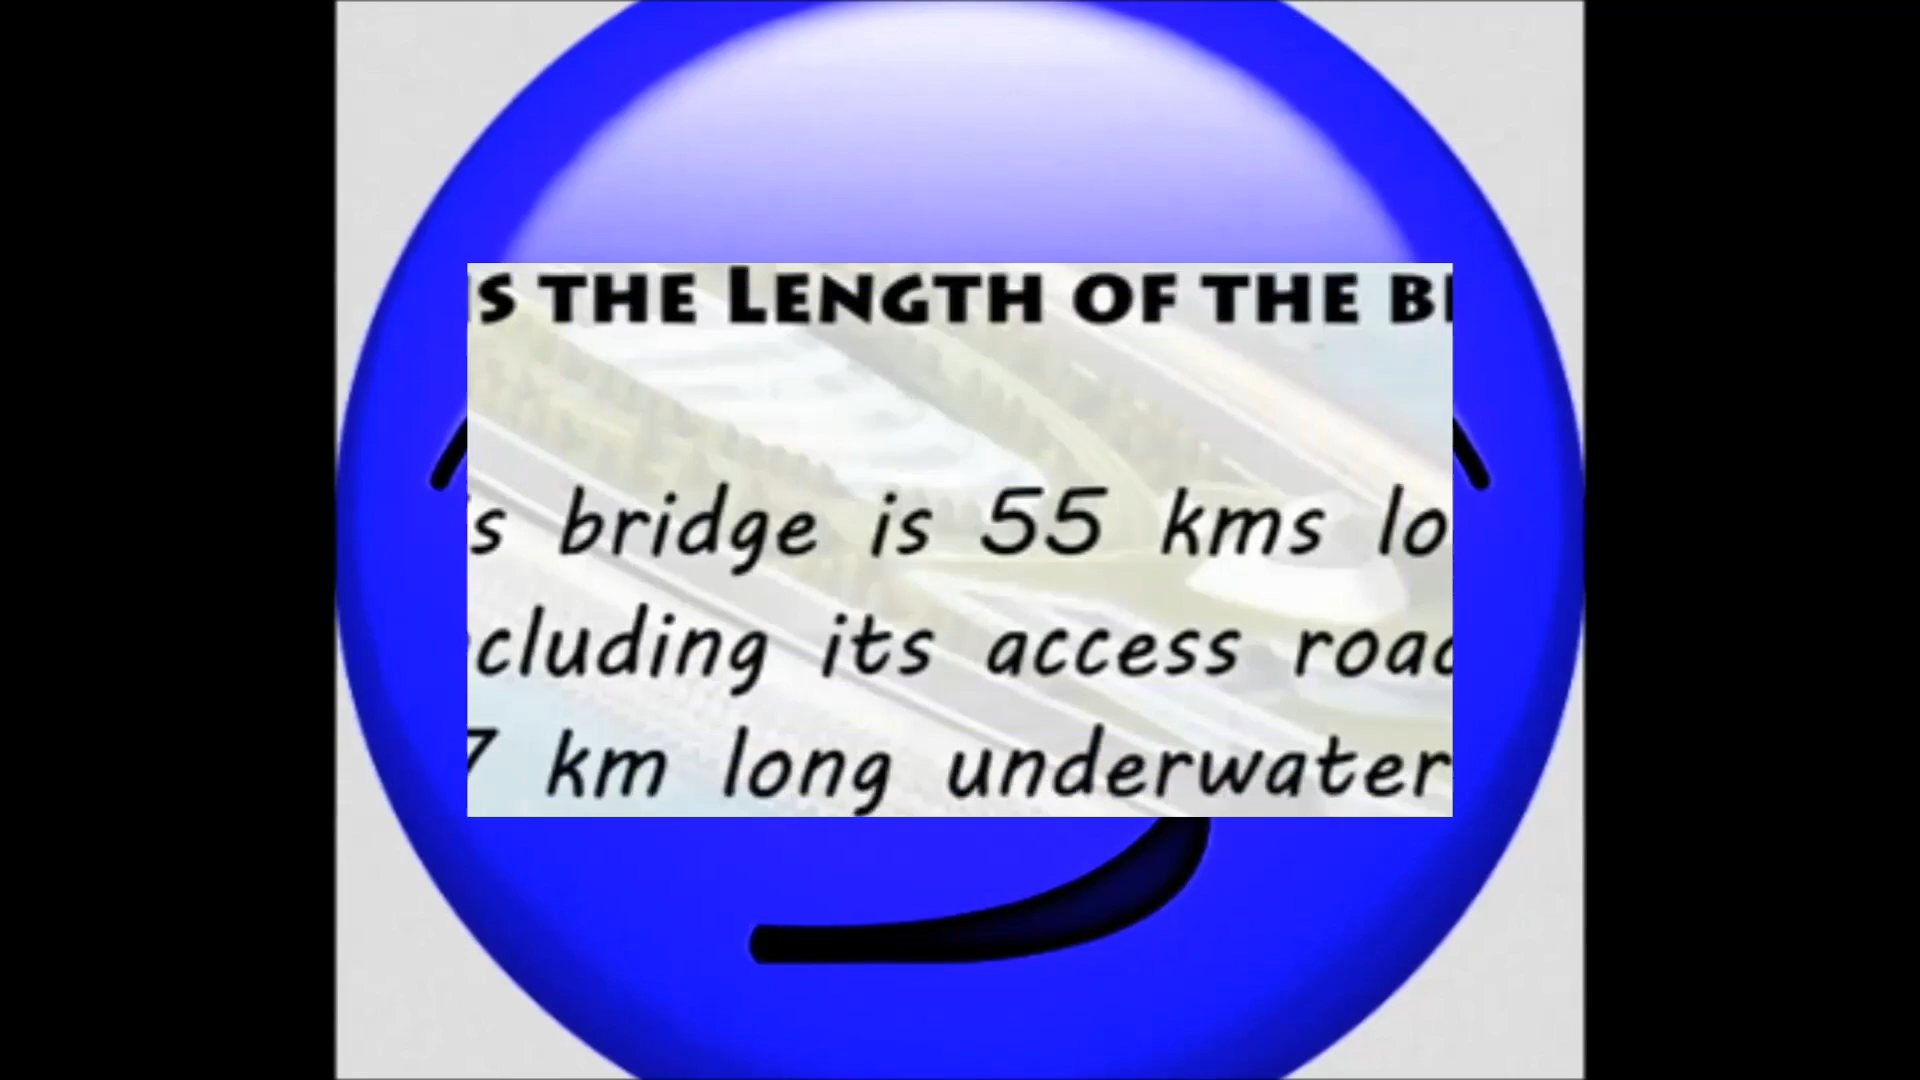 S THE LENGTH OF THE
s bridge is 55 kms lo
cluding its access roa
7 km long underwater